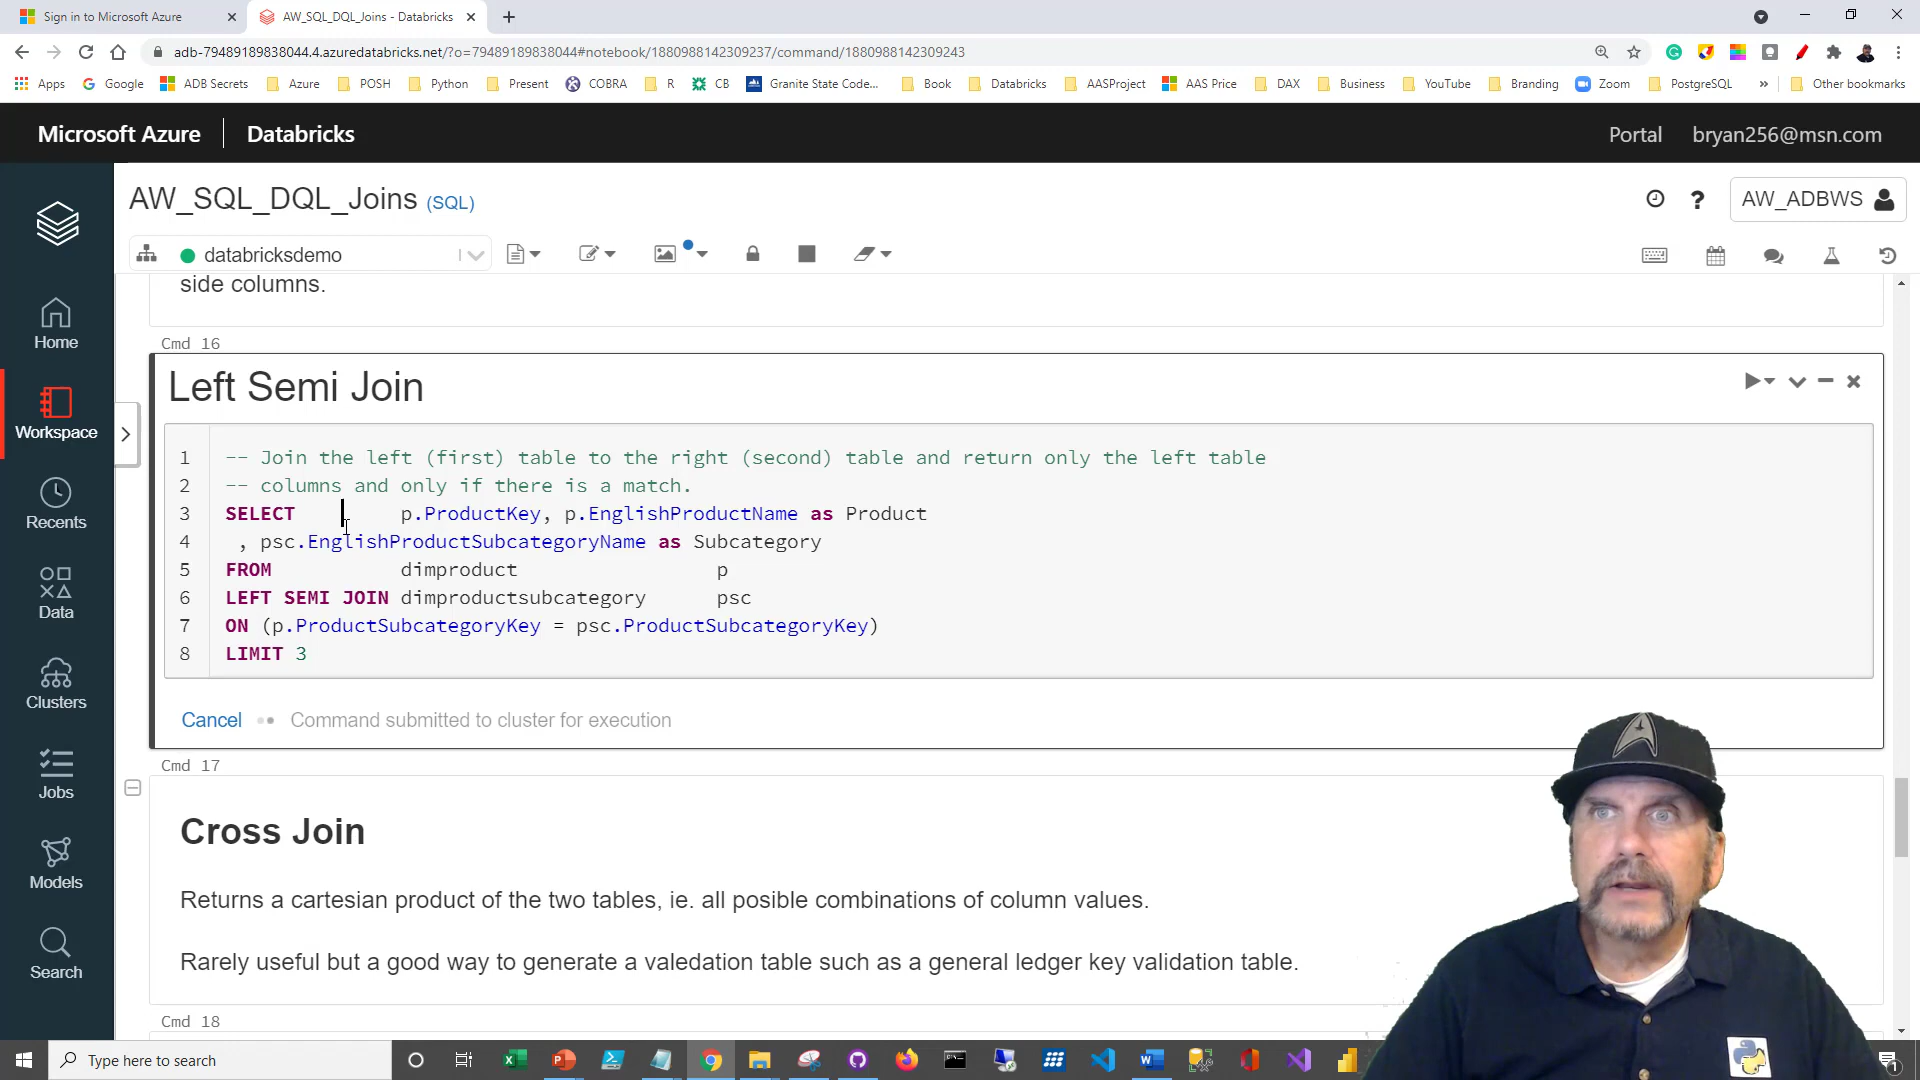 Sign in to Microsoft Azure
AW_SQL_DQL_Joins - Databricks
adb-79489189838044.4.azuredatabricks.net/?o=79489189838044#notebook/1880988142309237/command/1880988142309243
Apps Google ADB Secrets Azure POSH Python Present COBRA R CB Granite State Code... Book Databricks AASProject AAS Price DAX Business YouTube Branding Zoom PostgreSQL » Other bookmarks
Microsoft Azure Databricks Portal bryan256@msn.com
AW_SQL_DQL_Joins (SQL) ? AW_ADBWS
databricksdemo
Home
Workspace
Recents
Data
Clusters
Jobs
Models
Search
side columns.
Cmd 16
Left Semi Join
1 -- Join the left (first) table to the right (second) table and return only the left table
2 -- columns and only if there is a match.
3 SELECT p.ProductKey, p.EnglishProductName as Product
4 , psc.EnglishProductSubcategoryName as Subcategory
5 FROM dimproduct p
6 LEFT SEMI JOIN dimproductsubcategory psc
7 ON (p.ProductSubcategoryKey = psc.ProductSubcategoryKey)
8 LIMIT 3
Cancel Command submitted to cluster for execution
Cmd 17
Cross Join
Returns a cartesian product of the two tables, ie. all posible combinations of column values.
Rarely useful but a good way to generate a valedation table such as a general ledger key validation table.
Cmd 18
Type here to search